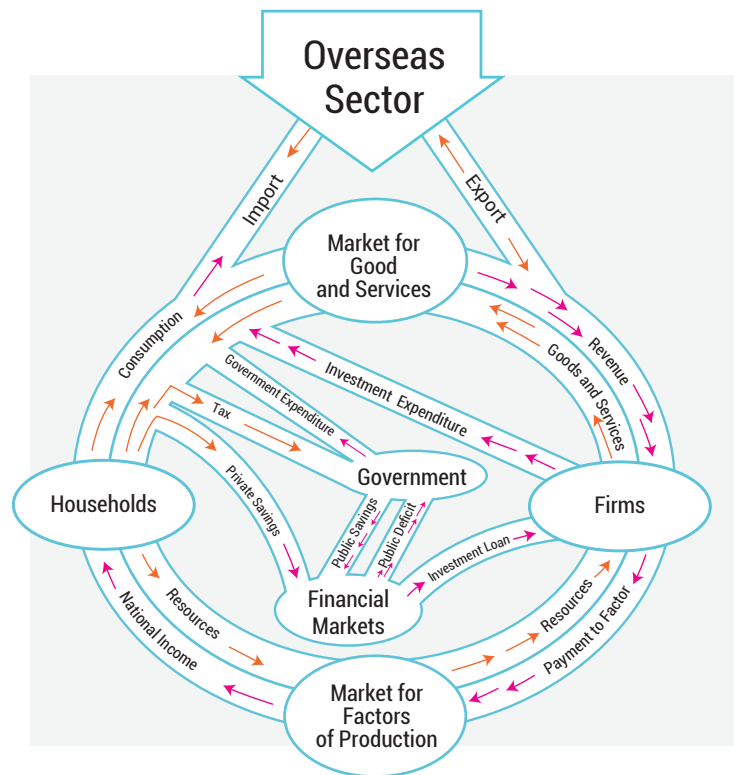 Overseas
Sector
Import
Export
Market for
Good
and Services
Consumption
Revenue
Goods and Services
Investment Expenditure
Government Expenditure
Tax
Government
Households
Private Savings
Public Savings
Public Deficit
Firms
Investment Loan
Financial
Markets
Resources
National Income
Resources
Payment to Factor
Market for
Factors
of Production